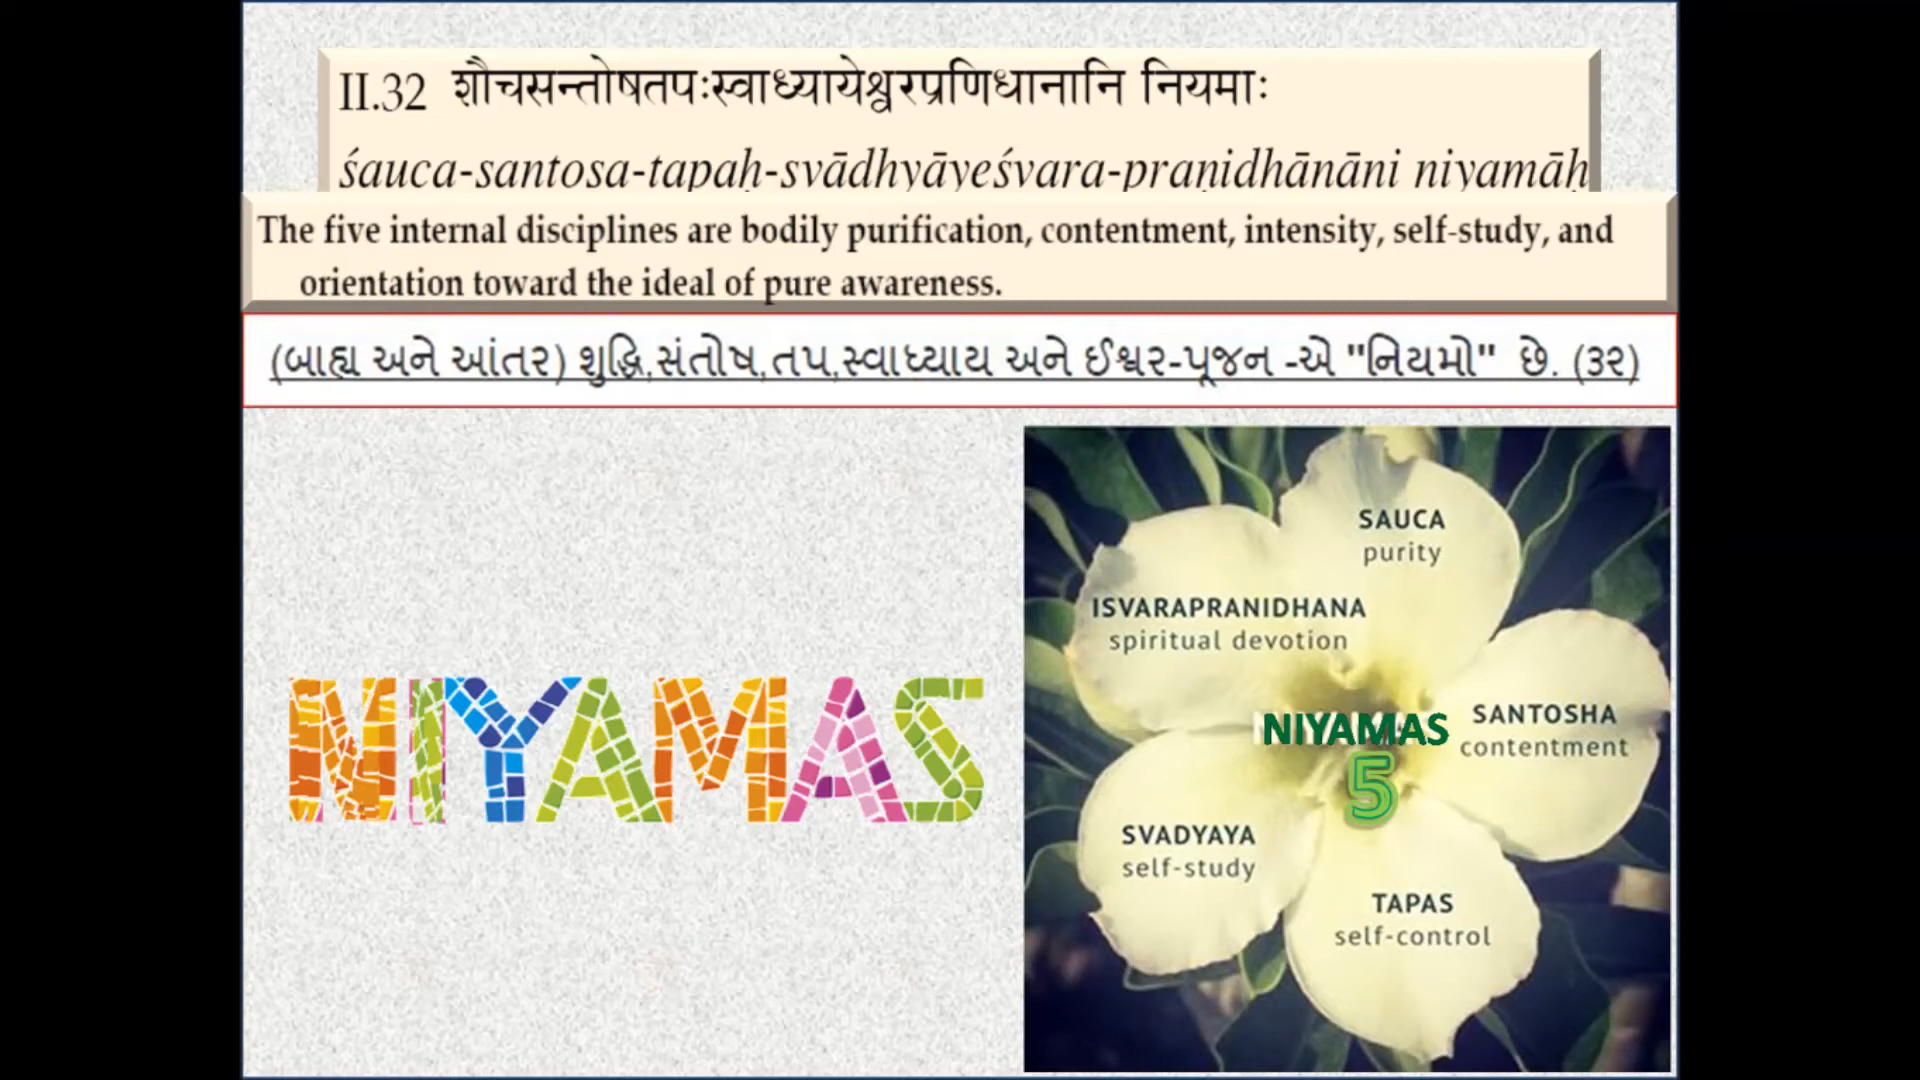 II.32 शौचसन्तोषतपःस्वाध्यायेश्वरप्रणिधानानि नियमाः
śauca-santosa-tapaḥ-svādhyāyeśvara-praṇidhānāni niyamāḥ
The five internal disciplines are bodily purification, contentment, intensity, self-study, and
orientation toward the ideal of pure awareness.
(બાહ્ય અને આંતર) શુદ્ધિ,સંતોષ,તપ,સ્વાધ્યાય અને ઈશ્વર-પૂજન -એ "નિયમો" છે. (૩૨)
NIYAMAS
SAUCA
purity
ISVARAPRANIDHANA
spiritual devotion
SANTOSHA
contentment
NIYAMAS
5
SVADYAYA
self-study
TAPAS
self-control